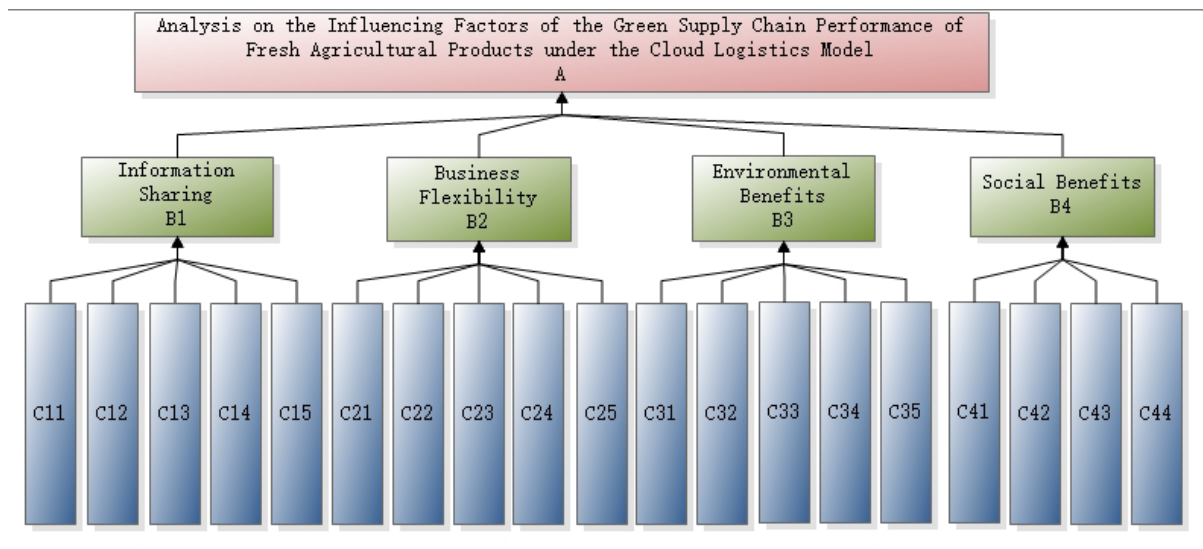 Analysis on the Influencing Factors of the Green Supply Chain Performance of
Fresh Agricultural Products under the Cloud Logistics Model
A
Information
Sharing
B1
Business
Flexibility
B2
Environmental
Benefits
B3
Social Benefits
B4
C11
C12
C13
C14
C15
C21
C22
C23
C24
C25
C31
C32
C33
C34
C35
C41
C42
C43
C44